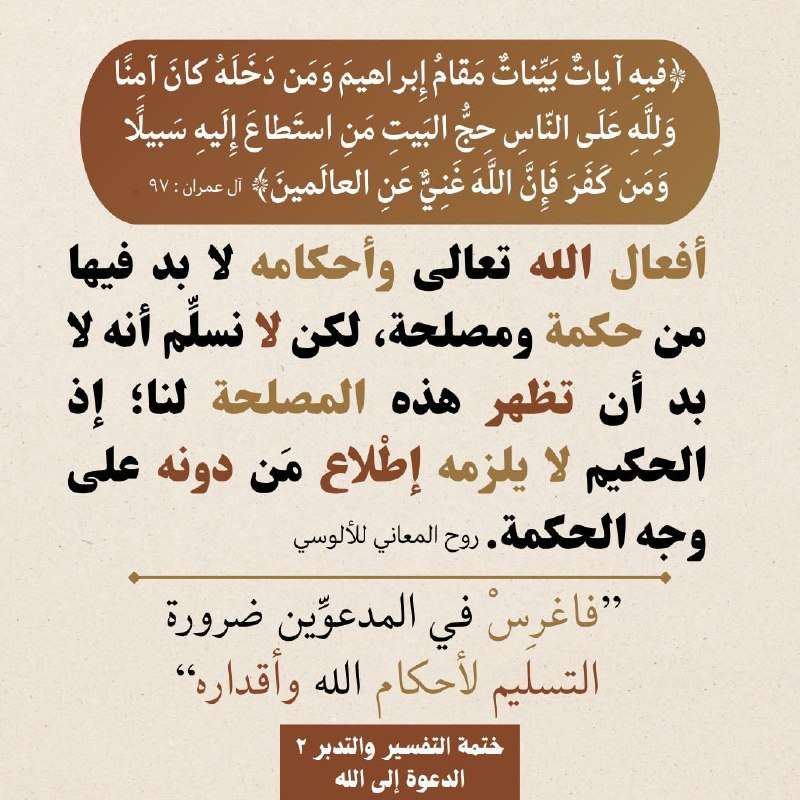 ﴿فيهِ آياتٌ بَيِّناتٌ مَقامُ إِبراهيمَ وَمَن دَخَلَهُ كانَ آمنًا
وَلِلَّهِ عَلَى النّاسِ حِجُّ البَيتِ مَنِ استَطاعَ إِلَيهِ سَبيلًا
وَمَن كَفَرَ فَإِنَّ اللَّهَ غَنِيٌّ عَنِ العالَمينَ﴾ آل عمران : ٩٧
أفعال الله تعالى وأحكامه لا بد فيها
من حكمة ومصلحة، لكن لا نسلِّم أنه لا
بد أن تظهر هذه المصلحة لنا؛ إذ
الحكيم لا يلزمه إطْلاع مَن دونه على
وجه الحكمة. روح المعاني للألوسي
”فاغرِسْ في المدعوِّين ضرورة
التسليم لأحكام الله وأقداره“
ختمة التفسير والتدبر ٢
الدعوة إلى الله